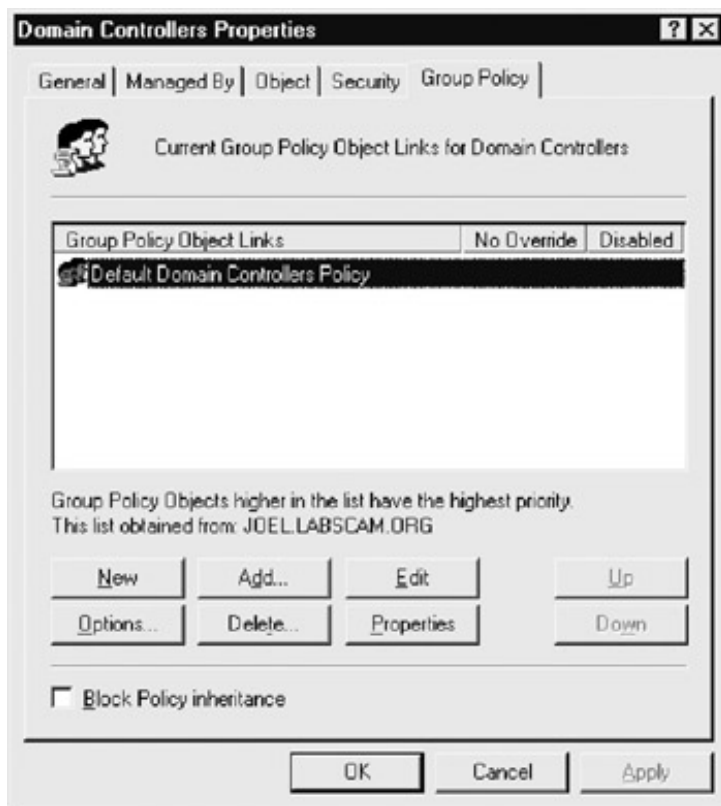 Domain Controllers Properties
General Managed By Object Security Group Policy
Current Group Policy Object Links for Domain Controllers
Group Policy Object Links No Override Disabled
Default Domain Controllers Policy
Group Policy Objects higher in the list have the highest priority.
This list obtained from: JOEL.LABSCAM.ORG
New Add... Edit Up
Options... Delete... Properties Down
Block Policy inheritance
OK Cancel Apply